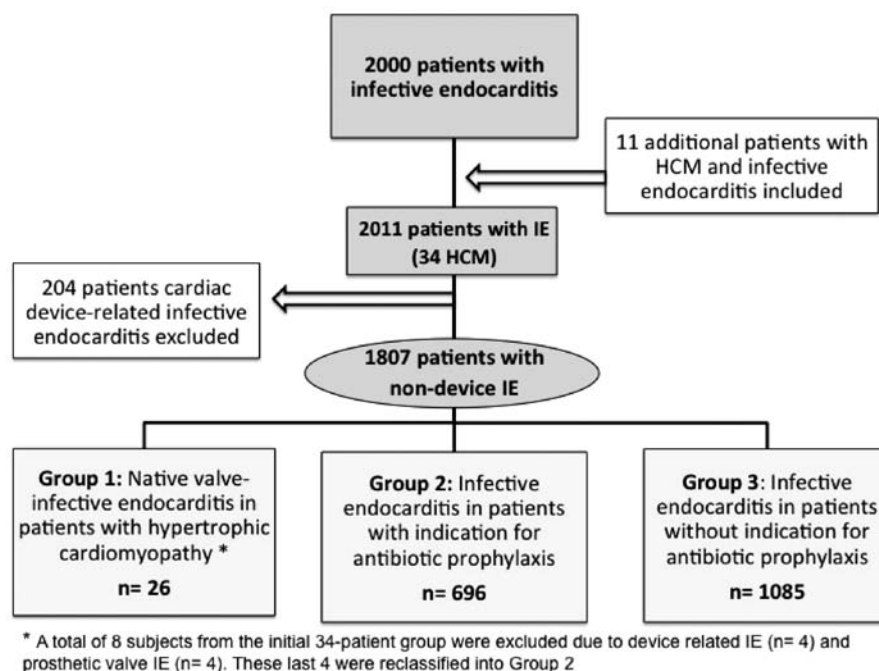 2000 patients with
infective endocarditis
11 additional patients with
HCM and infective
endocarditis included
2011 patients with IE
(34 HCM)
204 patients cardiac
device-related infective
endocarditis excluded
1807 patients with
non-device IE
Group 1: Native valve-
infective endocarditis in
patients with hypertrophic
cardiomyopathy *
n= 26
Group 2: Infective
endocarditis in patients
with indication for
antibiotic prophylaxis
n= 696
Group 3: Infective
endocarditis in patients
without indication for
antibiotic prophylaxis
n= 1085
* A total of 8 subjects from the initial 34-patient group were excluded due to device related IE (n= 4) and
prosthetic valve IE (n= 4). These last 4 were reclassified into Group 2